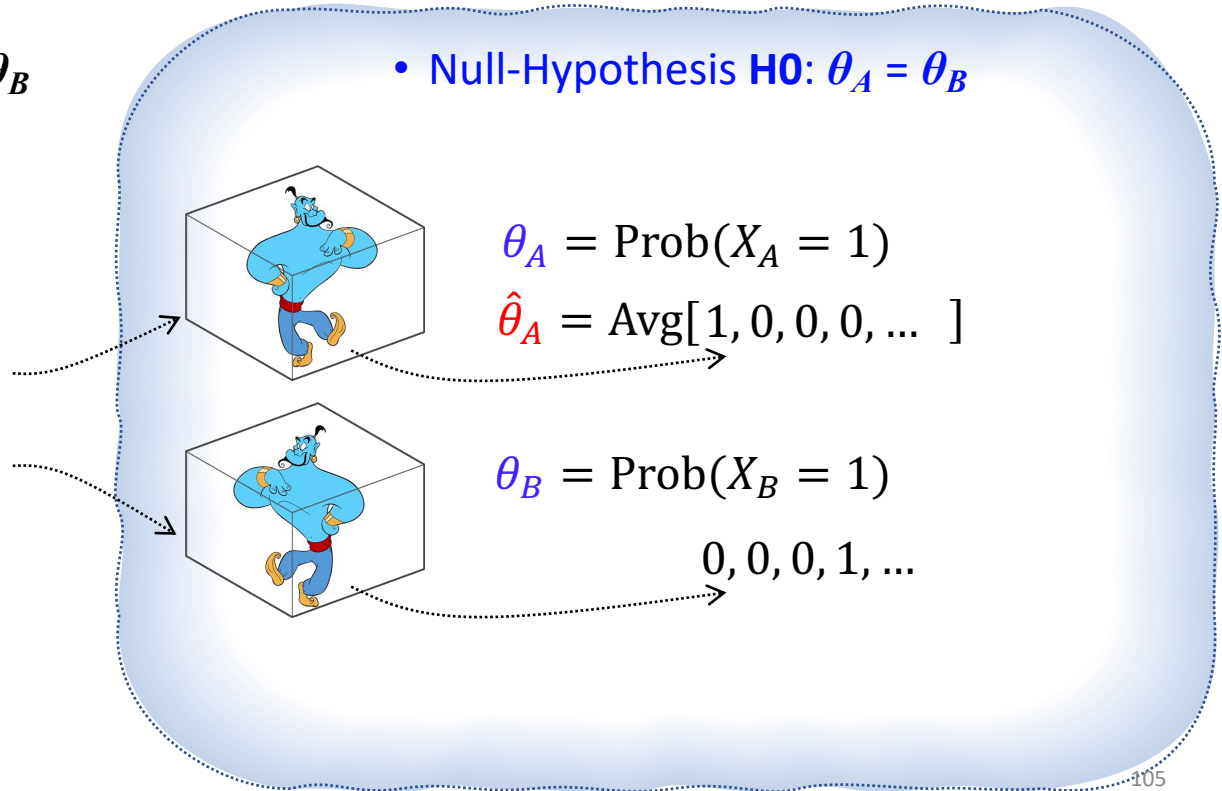 θ_B
• Null-Hypothesis H0: θ_A = θ_B
θ_A = Prob(X_A = 1)
θ̂_A = Avg[1, 0, 0, 0, … ]
θ_B = Prob(X_B = 1)
0, 0, 0, 1, …
105